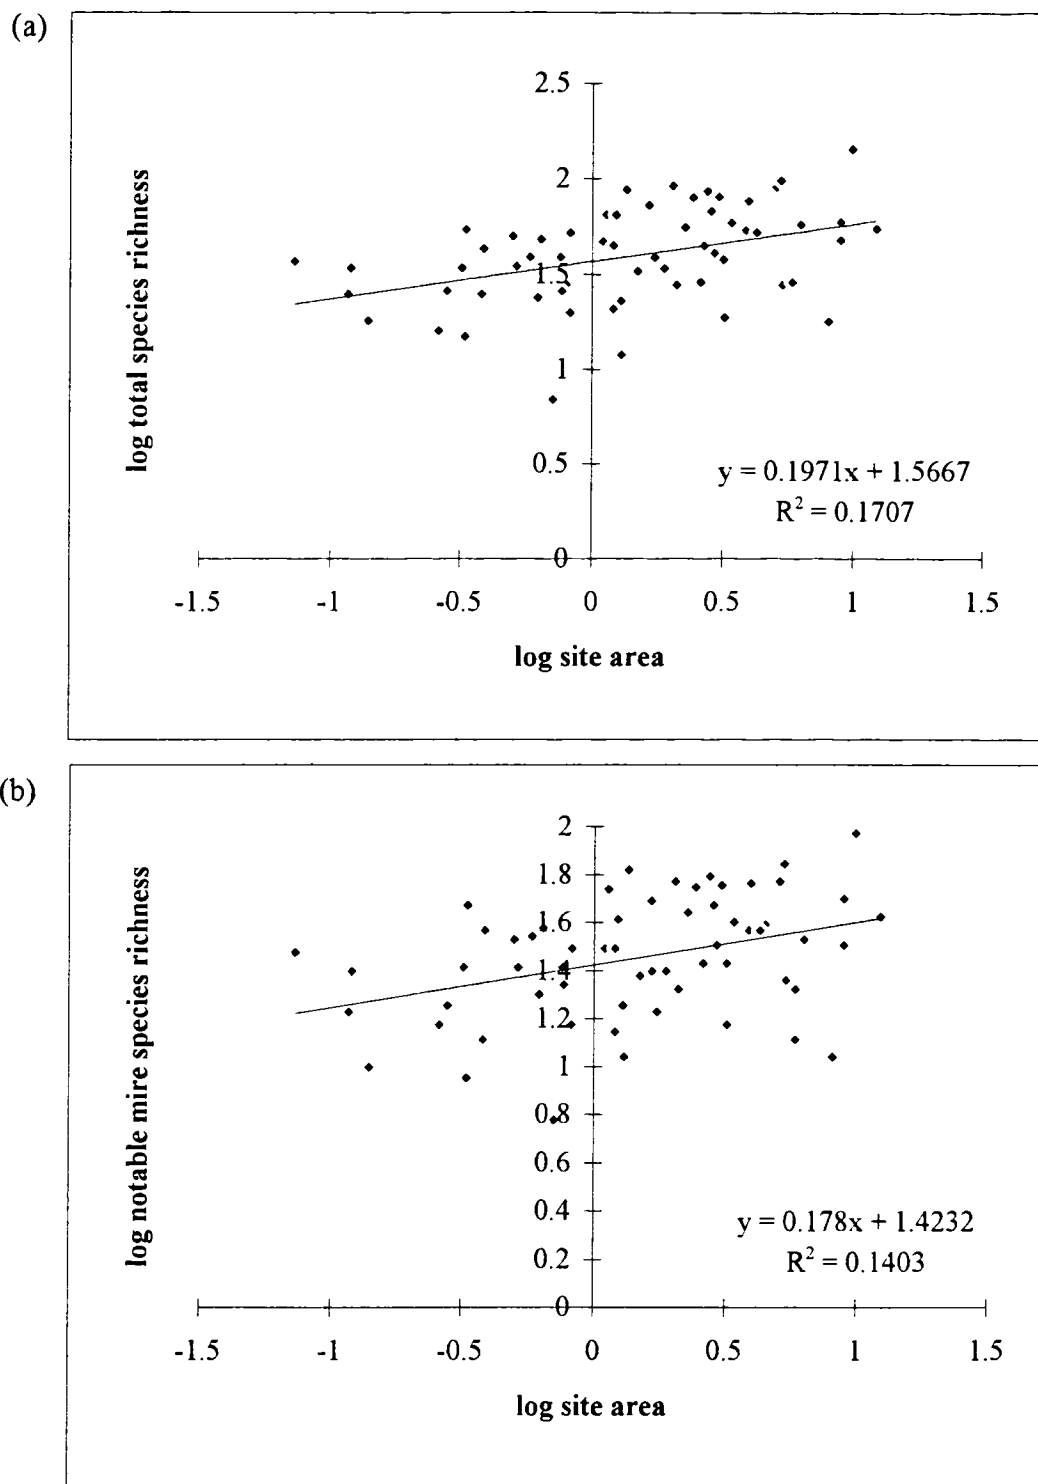 (a)
log total species richness
2.5
2
1.5
1
0.5
0
y = 0.1971x + 1.5667
R² = 0.1707
-1.5 -1 -0.5 0 0.5 1 1.5
log site area
(b)
log notable mire species richness
2
1.8
1.6
1.4
1.2
1
0.8
0.6
0.4
0.2
0
y = 0.178x + 1.4232
R² = 0.1403
-1.5 -1 -0.5 0 0.5 1 1.5
log site area